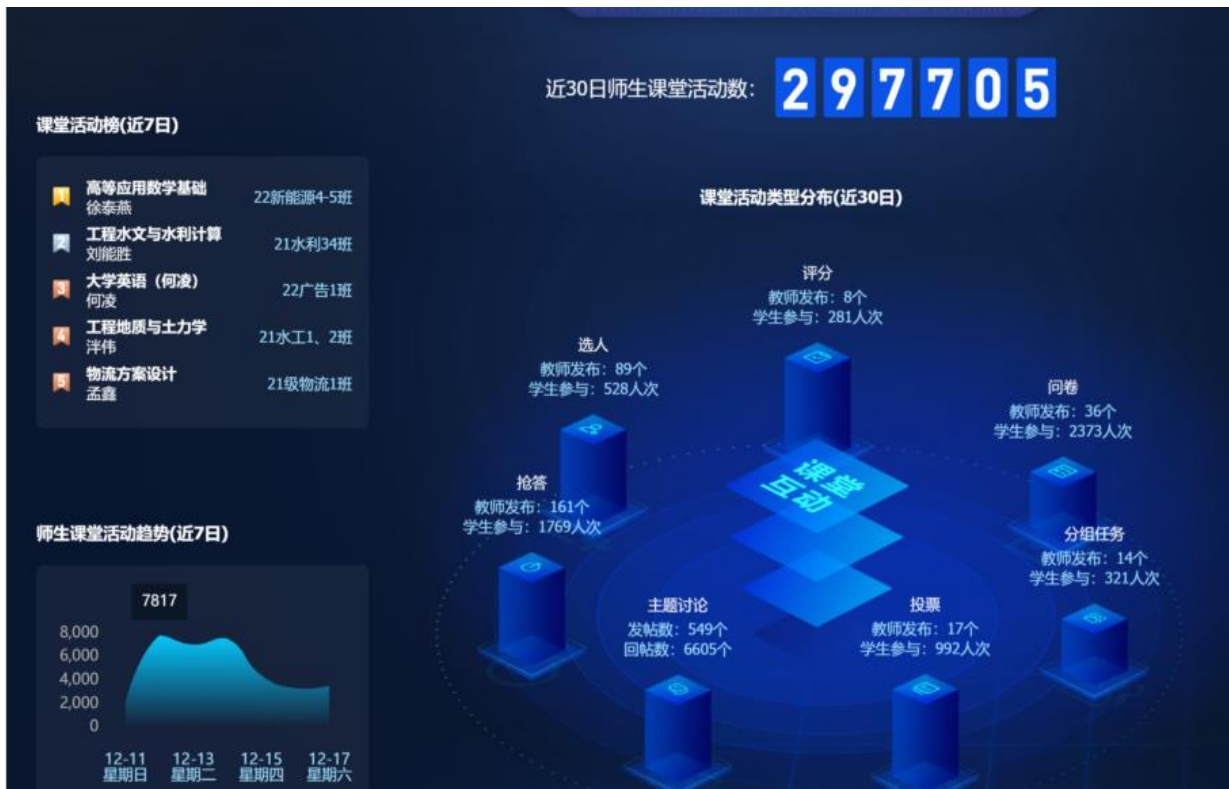 近30日师生课堂活动数: 297705
课堂活动榜(近7日)
1
高等应用数学基础
徐泰燕
22新能源4-5班
2
工程水文与水利计算
刘能胜
21水利34班
3
大学英语（何凌）
何凌
22广告1班
4
工程地质与土力学
泮伟
21水工1、2班
5
物流方案设计
孟鑫
21级物流1班
师生课堂活动趋势(近7日)
7817
8,000
6,000
4,000
2,000
0
12-11
星期日
12-13
星期二
12-15
星期四
12-17
星期六
课堂活动类型分布(近30日)
评分
教师发布：8个
学生参与：281人次
选人
教师发布：89个
学生参与：528人次
问卷
教师发布：36个
学生参与：2373人次
抢答
教师发布：161个
学生参与：1769人次
课堂
互动
分组任务
教师发布：14个
学生参与：321人次
主题讨论
发帖数：549个
回帖数：6605个
投票
教师发布：17个
学生参与：992人次